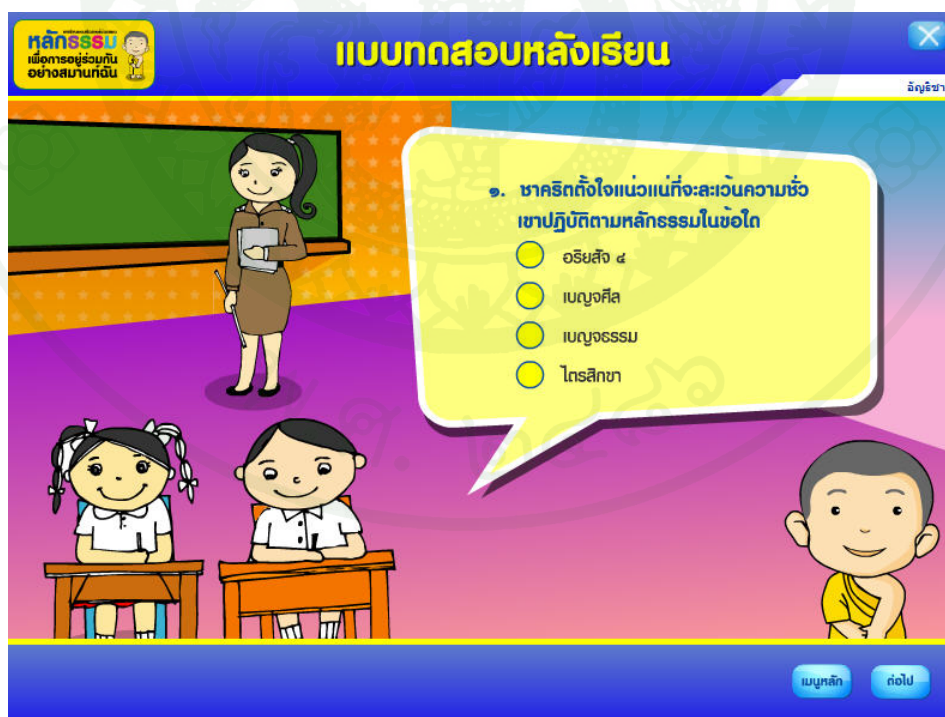 หลักธรรม
เพื่อการอยู่ร่วมกัน
อย่างสมานท์ฉัน
แบบทดสอบหลังเรียน
อัญธิชา
๑. ชาคริตตั้งใจแน่วแน่ที่จะละเว้นความชั่ว
เขาปฏิบัติตามหลักธรรมในข้อใด
อริยสัจ ๔
เบญจศีล
เบญจธรรม
ไตรสิกขา
เมนูหลัก
ต่อไป